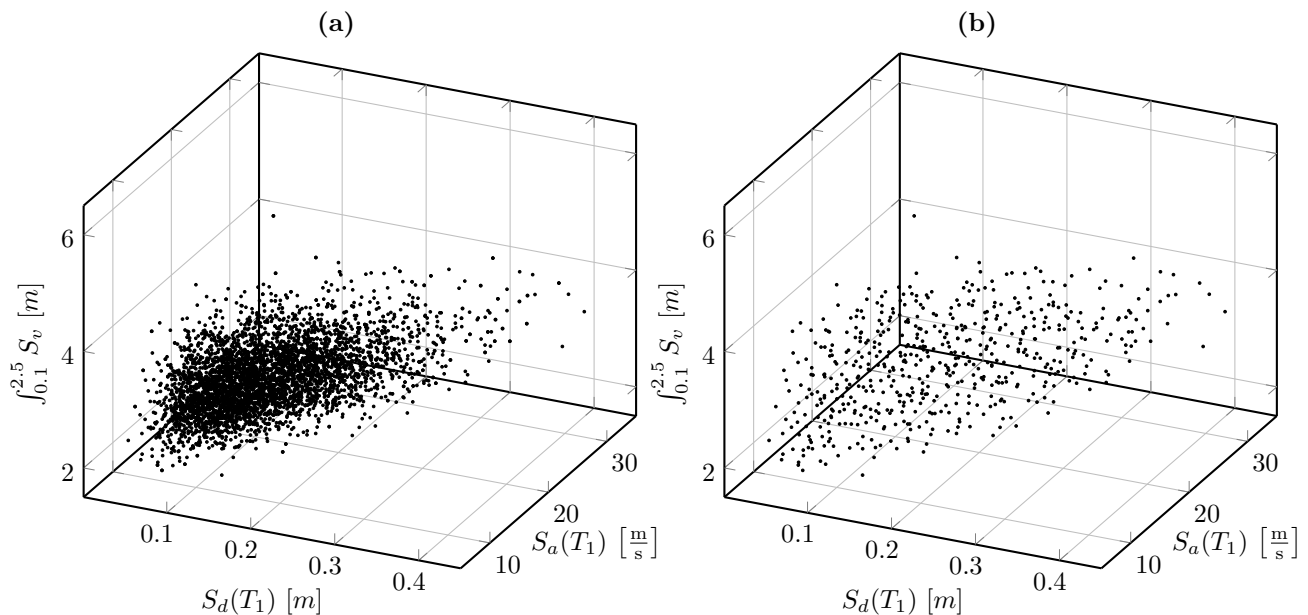 (a)
6
4
2
∫_{0.1}^{2.5} S_v [m]
0.1
0.2
0.3
0.4
S_d(T_1) [m]
10
20
30
S_a(T_1) [m/s]
(b)
6
4
2
∫_{0.1}^{2.5} S_v [m]
0.1
0.2
0.3
0.4
S_d(T_1) [m]
10
20
30
S_a(T_1) [m/s]